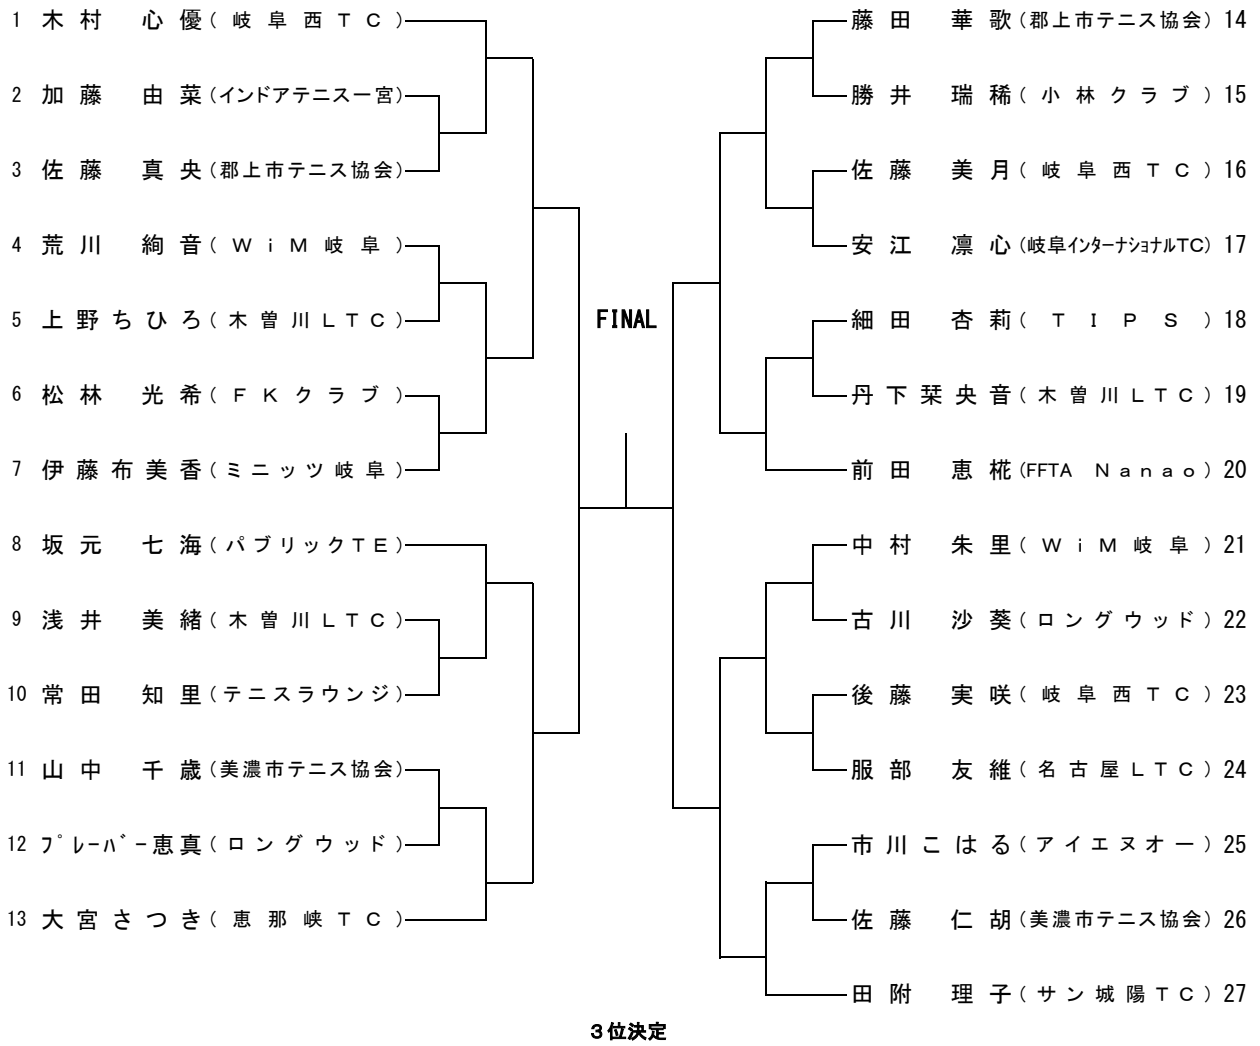 1 木村 心優(岐阜西TC)
2 加藤 由菜(インドアテニス一宮)
3 佐藤 真央(郡上市テニス協会)
4 荒川 絢音(WiM岐阜)
5 上野ちひろ(木曽川LTC)
6 松林 光希(FKクラブ)
7 伊藤布美香(ミニッツ岐阜)
8 坂元 七海(パブリックTE)
9 浅井 美緒(木曽川LTC)
10 常田 知里(テニスラウンジ)
11 山中 千歳(美濃市テニス協会)
12 プレーバー恵真(ロングウッド)
13 大宮さつき(恵那峡TC)
FINAL
藤田 華歌(郡上市テニス協会) 14
勝井 瑞稀(小林クラブ) 15
佐藤 美月(岐阜西TC) 16
安江 凛心(岐阜インターナショナルTC) 17
細田 杏莉(TIPS) 18
丹下栞央音(木曽川LTC) 19
前田 恵椛(FFTA Nanao) 20
中村 朱里(WiM岐阜) 21
古川 沙葵(ロングウッド) 22
後藤 実咲(岐阜西TC) 23
服部 友維(名古屋LTC) 24
市川こはる(アイエヌオー) 25
佐藤 仁胡(美濃市テニス協会) 26
田附 理子(サン城陽TC) 27
3位決定